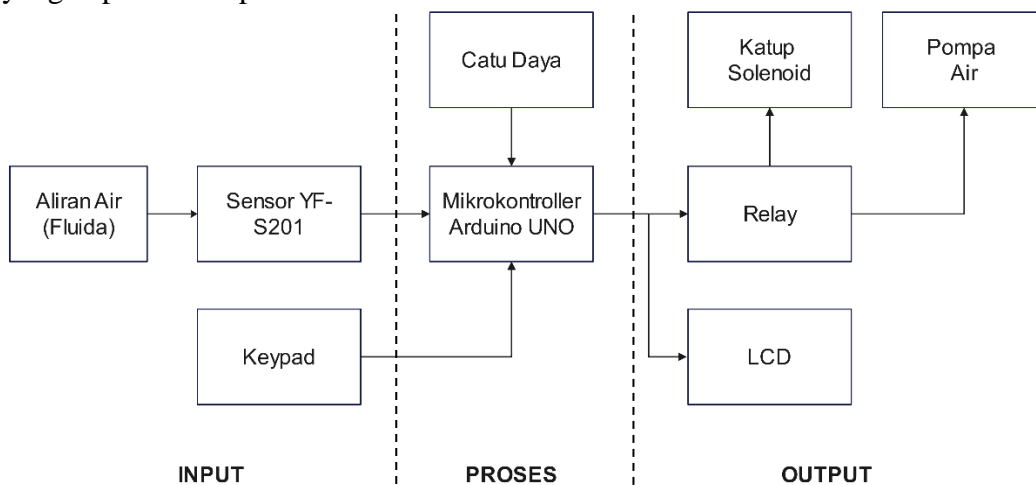 Catu Daya
Katup
Solenoid
Pompa
Air
Aliran Air
(Fluida)
Sensor YF-
S201
Mikrokontroller
Arduino UNO
Relay
Keypad
LCD
INPUT
PROSES
OUTPUT